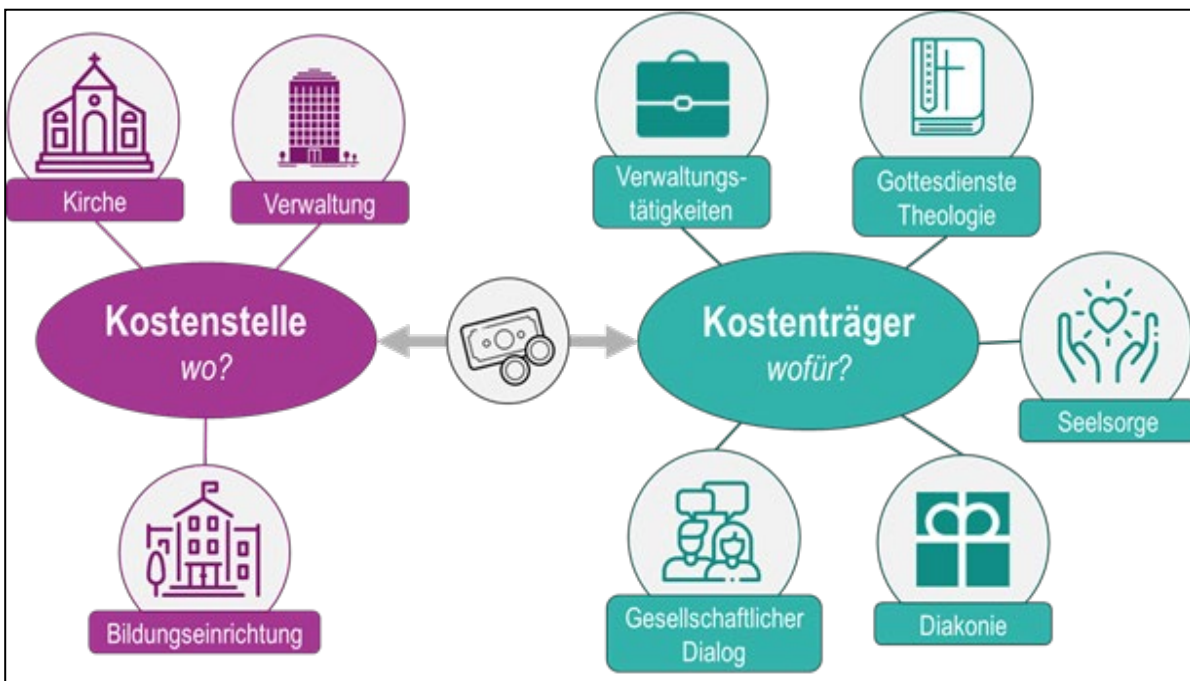 Kirche
Verwaltung
Kostenstelle
wo?
Bildungseinrichtung
Verwaltungs-
tätigkeiten
Gottesdienste
Theologie
Kostenträger
wofür?
Seelsorge
Gesellschaftlicher
Dialog
Diakonie